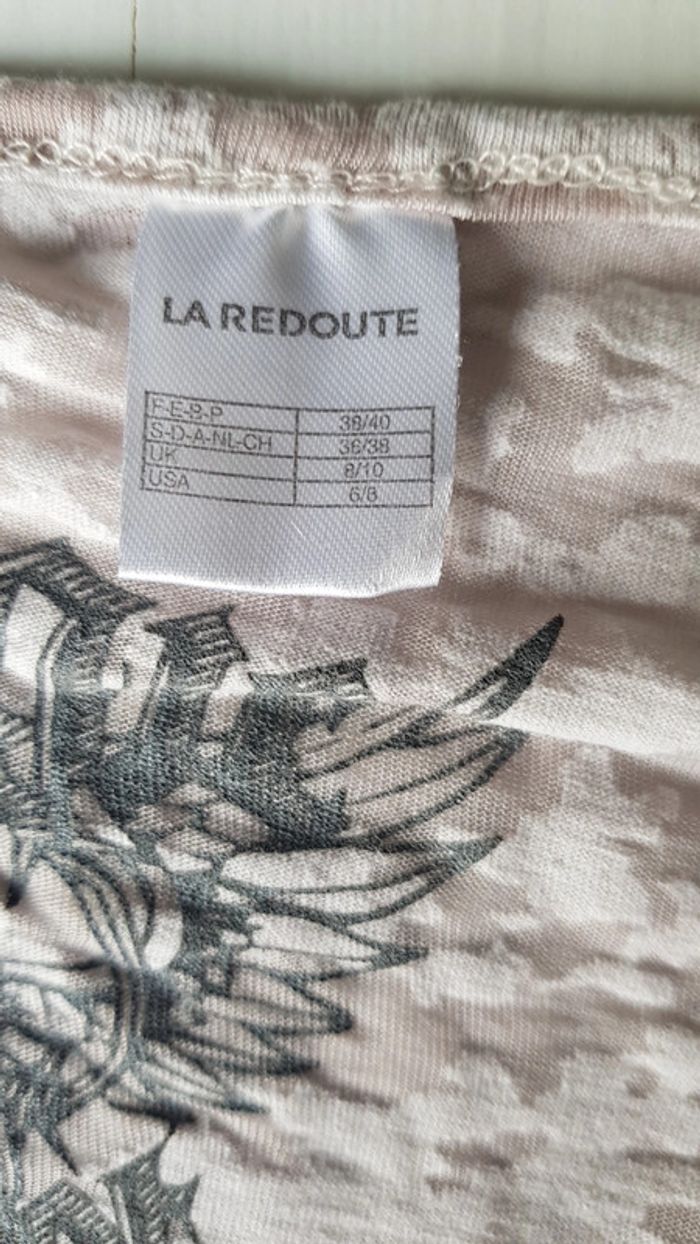 LA REDOUTE
F-E-B-P 38/40
S-D-A-NL-CH 36/38
UK 8/10
USA 6/8